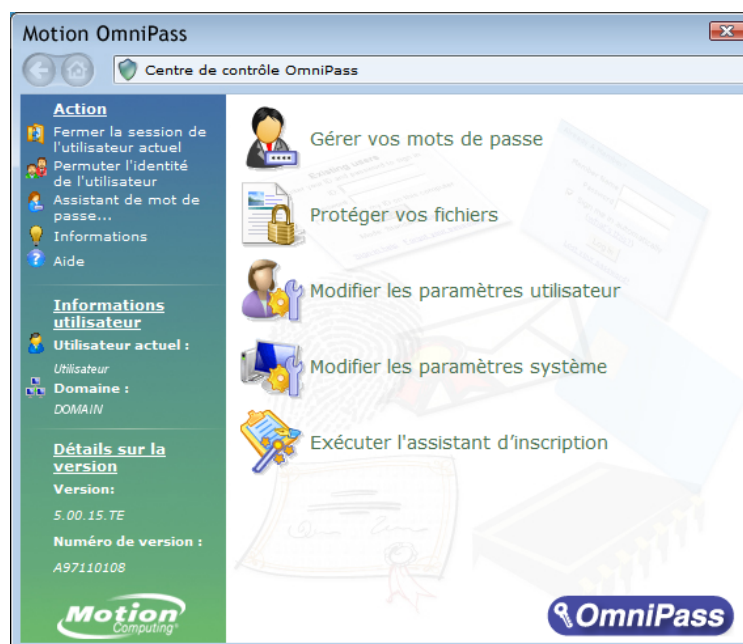 Motion OmniPass
Centre de contrôle OmniPass
Action
Fermer la session de
l'utilisateur actuel
Permuter l'identité
de l'utilisateur
Assistant de mot de
passe...
Informations
Aide
Informations
utilisateur
Utilisateur actuel :
Utilisateur
Domaine :
DOMAIN
Détails sur la
version
Version:
5.00.15.TE
Numéro de version :
A97110108
Motion
Computing
Gérer vos mots de passe
Protéger vos fichiers
Modifier les paramètres utilisateur
Modifier les paramètres système
Exécuter l'assistant d'inscription
Existing users
OmniPass